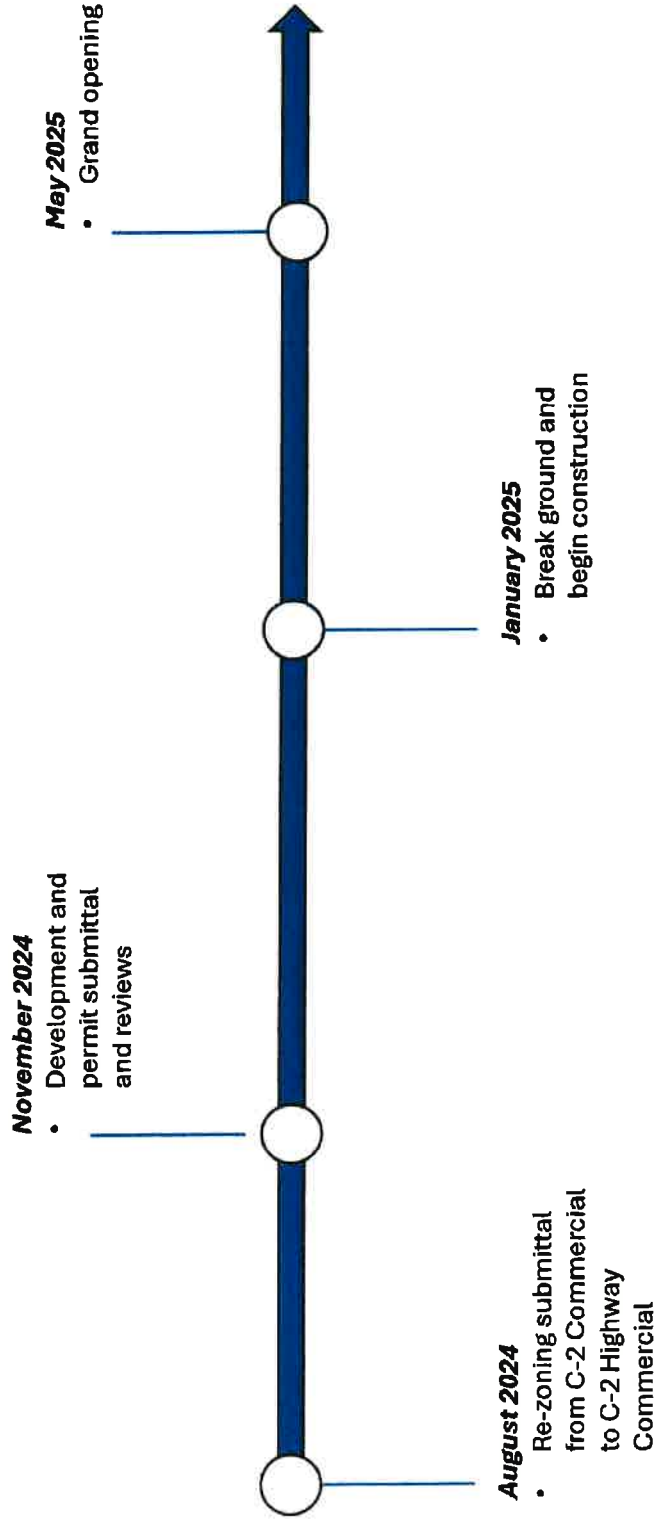 August 2024
• Re-zoning submittal
from C-2 Commercial
to C-2 Highway
Commercial
November 2024
• Development and
permit submittal
and reviews
January 2025
• Break ground and
begin construction
May 2025
• Grand opening